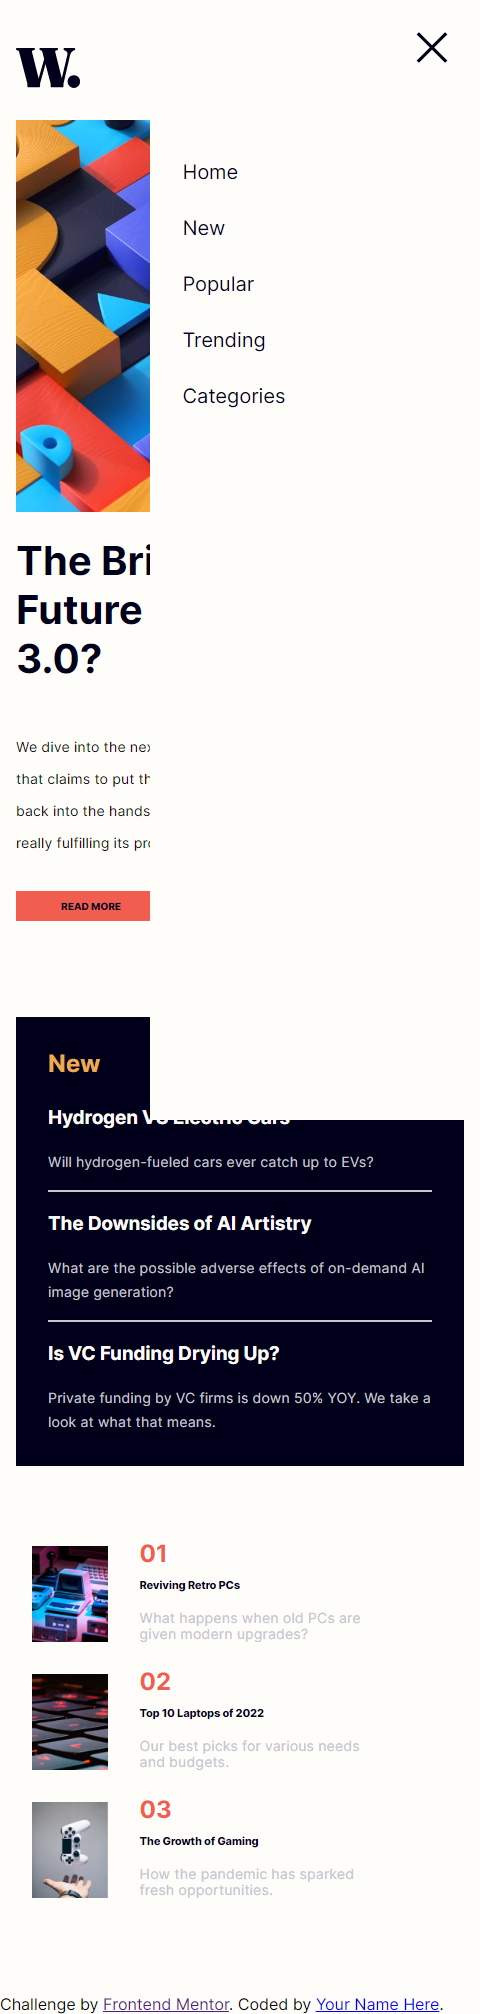 W.
Home
New
Popular
Trending
Categories
The Bri
Future
3.0?
We dive into the nex
that claims to put th
back into the hands
really fulfilling its pro
READ MORE
New
Hydrogen VS Electric Cars
Will hydrogen-fueled cars ever catch up to EVs?
The Downsides of AI Artistry
What are the possible adverse effects of on-demand AI
image generation?
Is VC Funding Drying Up?
Private funding by VC firms is down 50% YOY. We take a
look at what that means.
01
Reviving Retro PCs
What happens when old PCs are
given modern upgrades?
02
Top 10 Laptops of 2022
Our best picks for various needs
and budgets.
03
The Growth of Gaming
How the pandemic has sparked
fresh opportunities.
Challenge by Frontend Mentor. Coded by Your Name Here.